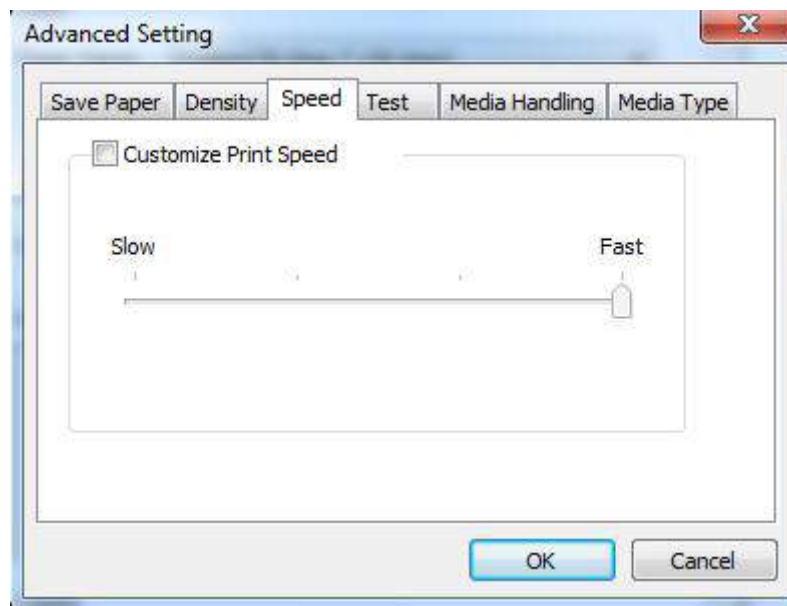 Advanced Setting
Save Paper Density Speed Test Media Handling Media Type
Customize Print Speed
Slow Fast
OK Cancel